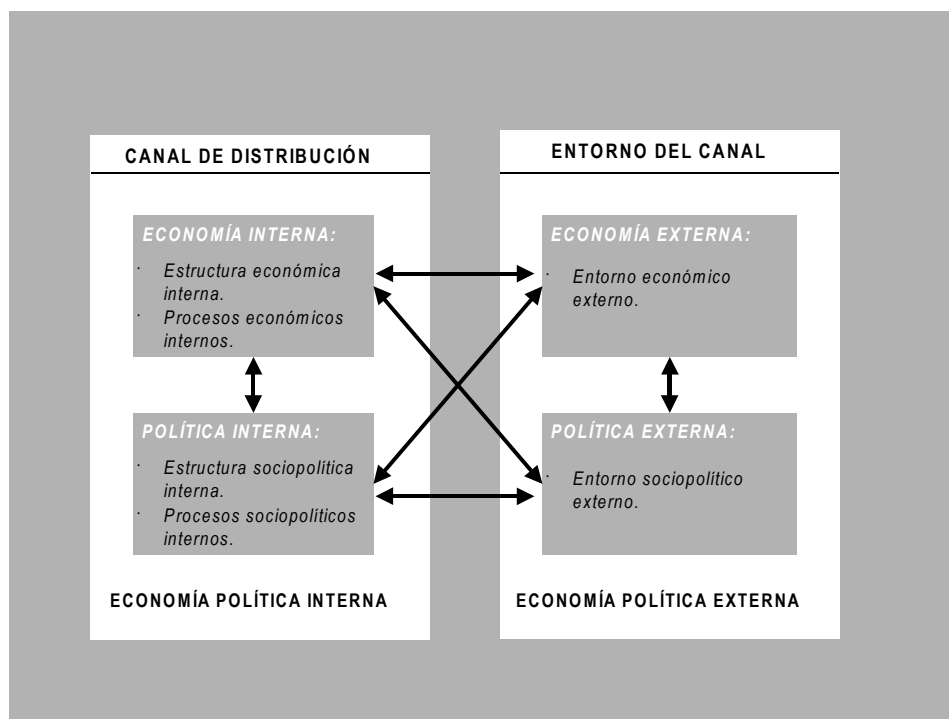 CANAL DE DISTRIBUCIÓN
ECONOMÍA INTERNA:
· Estructura económica
interna.
· Procesos económicos
internos.
POLÍTICA INTERNA:
· Estructura sociopolítica
interna.
· Procesos sociopolíticos
internos.
ECONOMÍA POLÍTICA INTERNA
ENTORNO DEL CANAL
ECONOMÍA EXTERNA:
· Entorno económico
externo.
POLÍTICA EXTERNA:
· Entorno sociopolítico
externo.
ECONOMÍA POLÍTICA EXTERNA